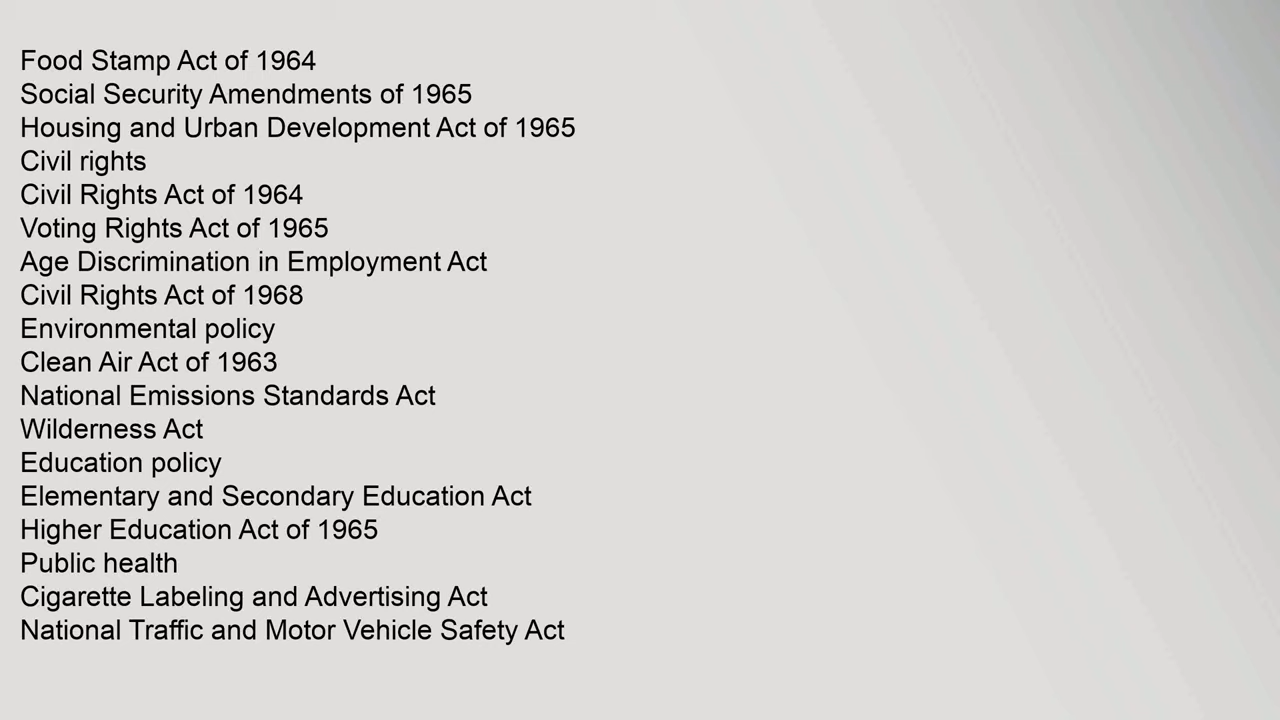 Food Stamp Act of 1964
Social Security Amendments of 1965
Housing and Urban Development Act of 1965
Civil rights
Civil Rights Act of 1964
Voting Rights Act of 1965
Age Discrimination in Employment Act
Civil Rights Act of 1968
Environmental policy
Clean Air Act of 1963
National Emissions Standards Act
Wilderness Act
Education policy
Elementary and Secondary Education Act
Higher Education Act of 1965
Public health
Cigarette Labeling and Advertising Act
National Traffic and Motor Vehicle Safety Act